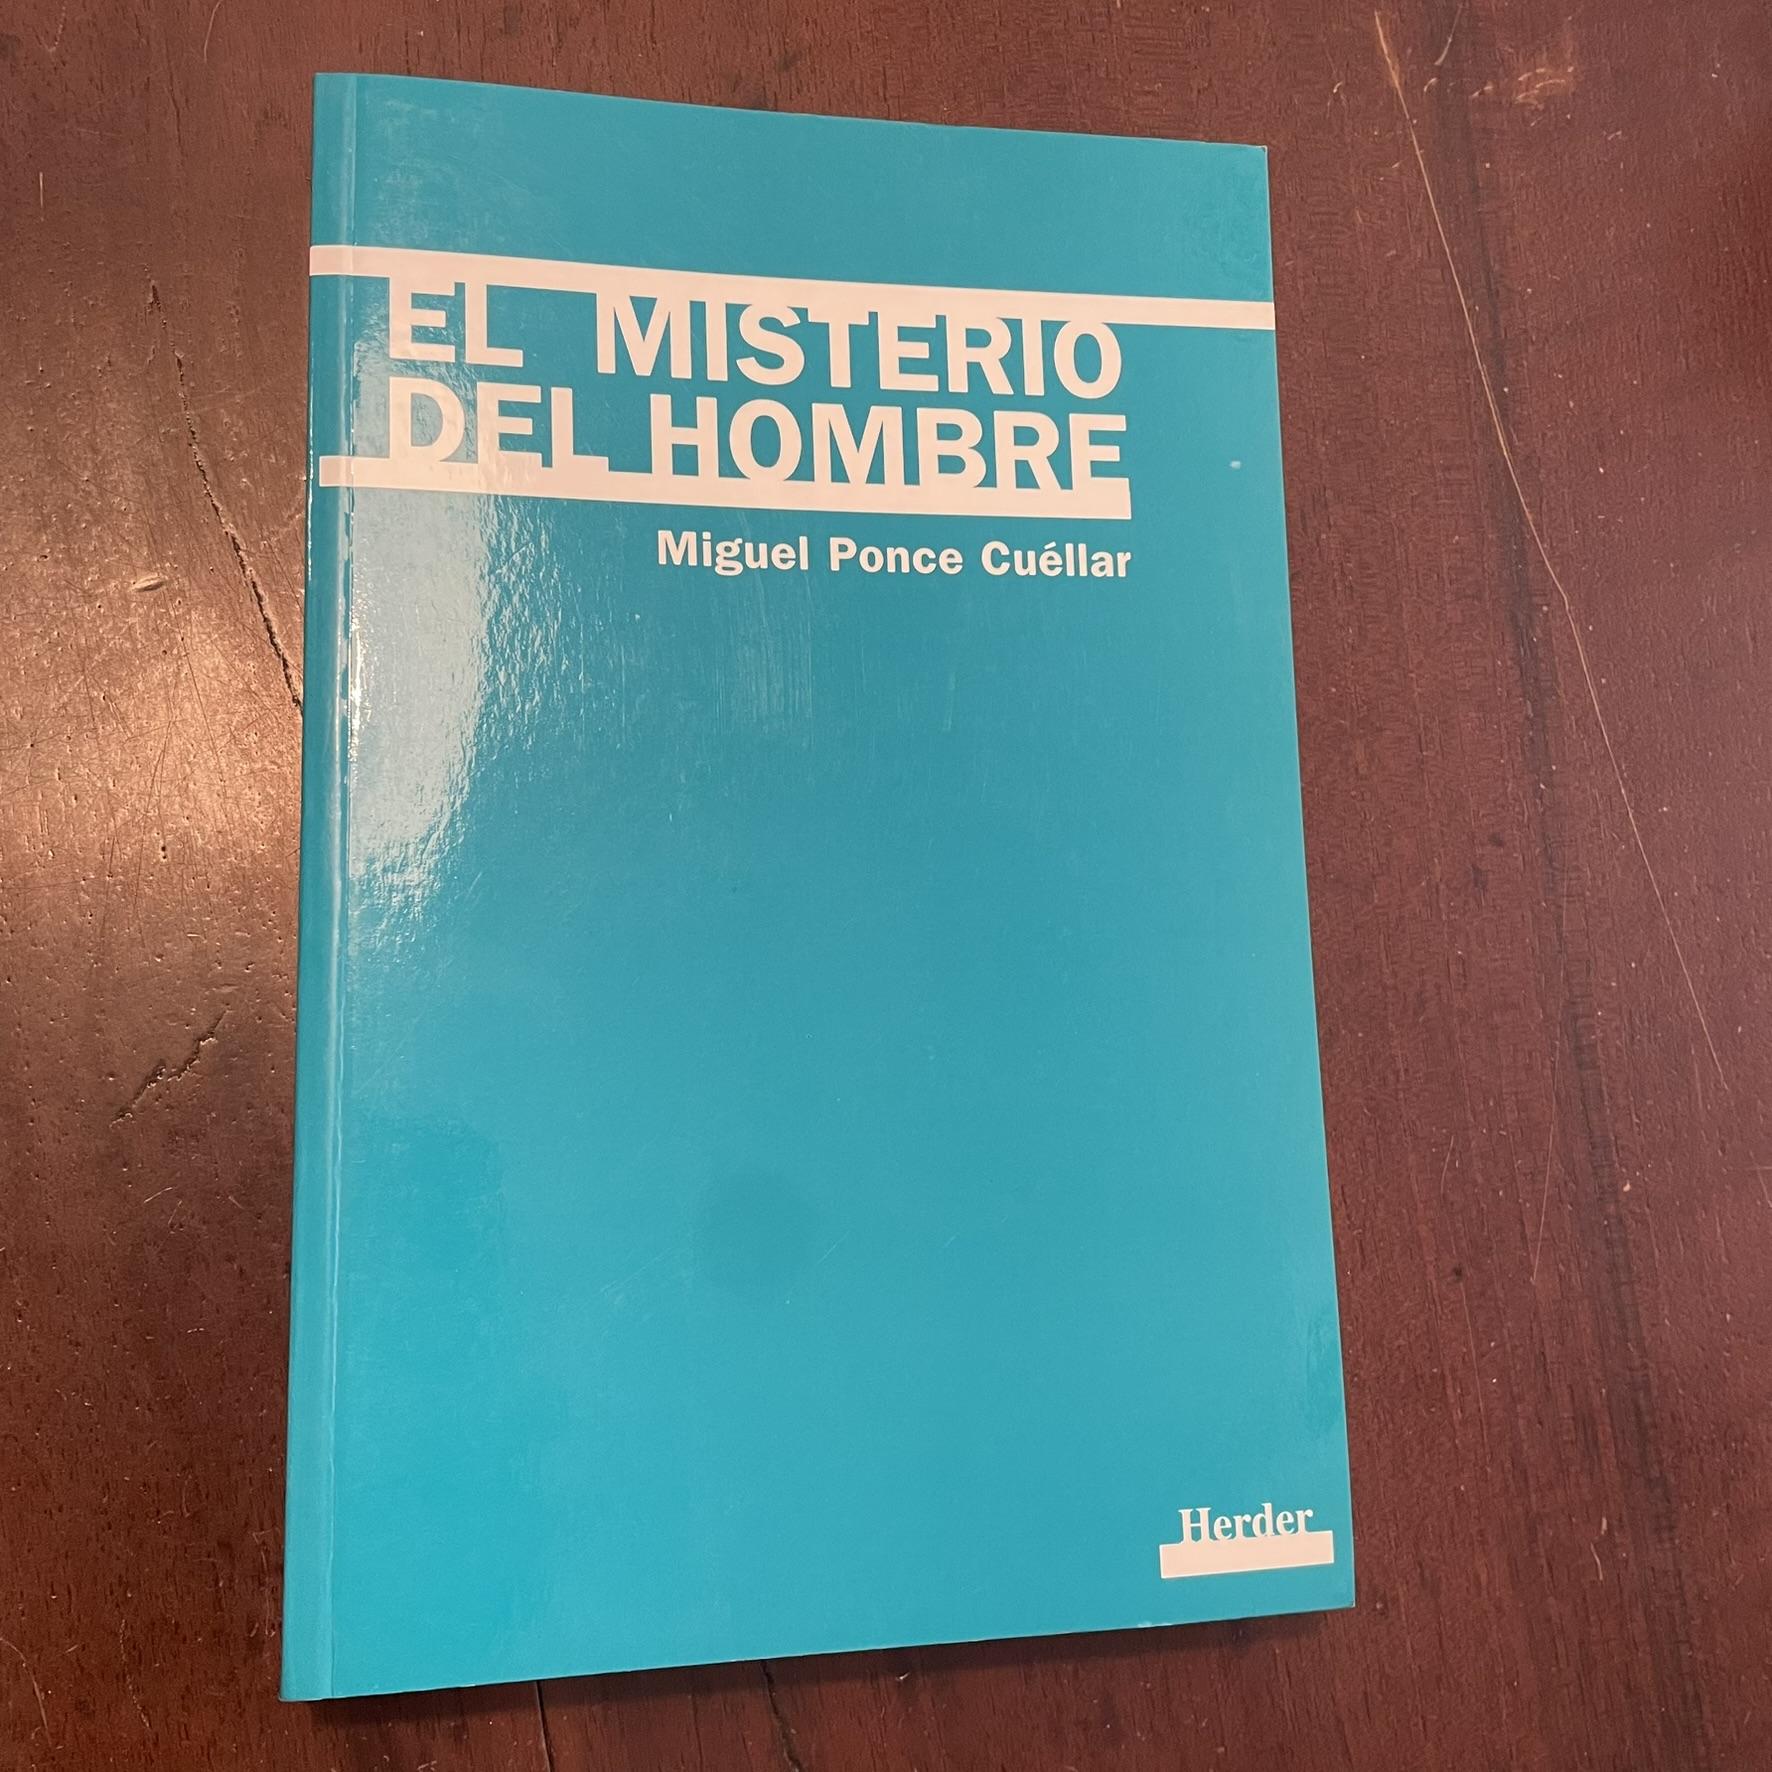 EL MISTERIO
DEL HOMBRE
Miguel Ponce Cuéllar
Herder